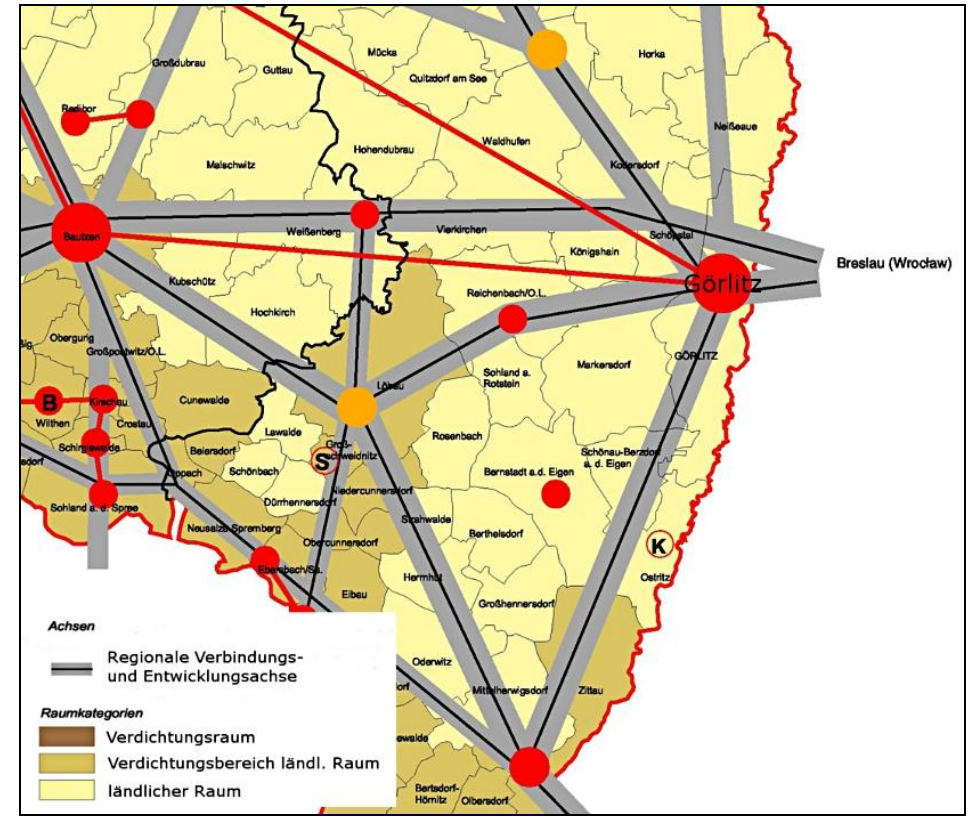 Mücka
Horka
Großdubrau
Guttau
Quitzdorf am See
Radibor
Neißeaue
Waldhufen
Hohendubrau
Malschwitz
Kodersdorf
Weißenberg
Vierkirchen
Schöpstal
Bautzen
Königshain
Breslau (Wrocław)
Kubschütz
Görlitz
Reichenbach/O.L.
Hochkirch
Obergurig
Großpostwitz/O.L.
GÖRLITZ
Markersdorf
Sohland a.
Rotstein
Löbau
Cunewalde
B
Kirschau
Wilthen
Crostau
Lawalde
Rosenbach
Groß-
schweidnitz
Schirgiswalde
Beiersdorf
Schönau-Berzdorf
a. d. Eigen
S
Schönbach
Bernstadt a.d. Eigen
Oppach
Niedercunnersdorf
Dürrhennersdorf
Sohland a. d. Spree
Strahwalde
Neusalza-Spremberg
Berthelsdorf
Obercunnersdorf
K
Ebersbach/Sa.
Herrnhut
Ostritz
Eibau
Großhennersdorf
Oderwitz
Mittelherwigsdorf
Zittau
Bertsdorf-
Hörnitz
Olbersdorf
Achsen
Regionale Verbindungs-
und Entwicklungsachse
Raumkategorien
Verdichtungsraum
Verdichtungsbereich ländl. Raum
ländlicher Raum